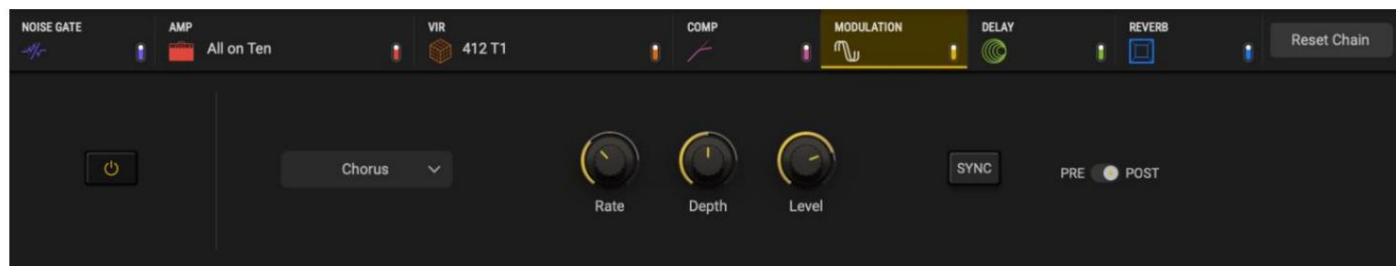 NOISE GATE
AMP
All on Ten
VIR
412 T1
COMP
MODULATION
DELAY
REVERB
Reset Chain
Chorus
Rate
Depth
Level
SYNC
PRE
POST